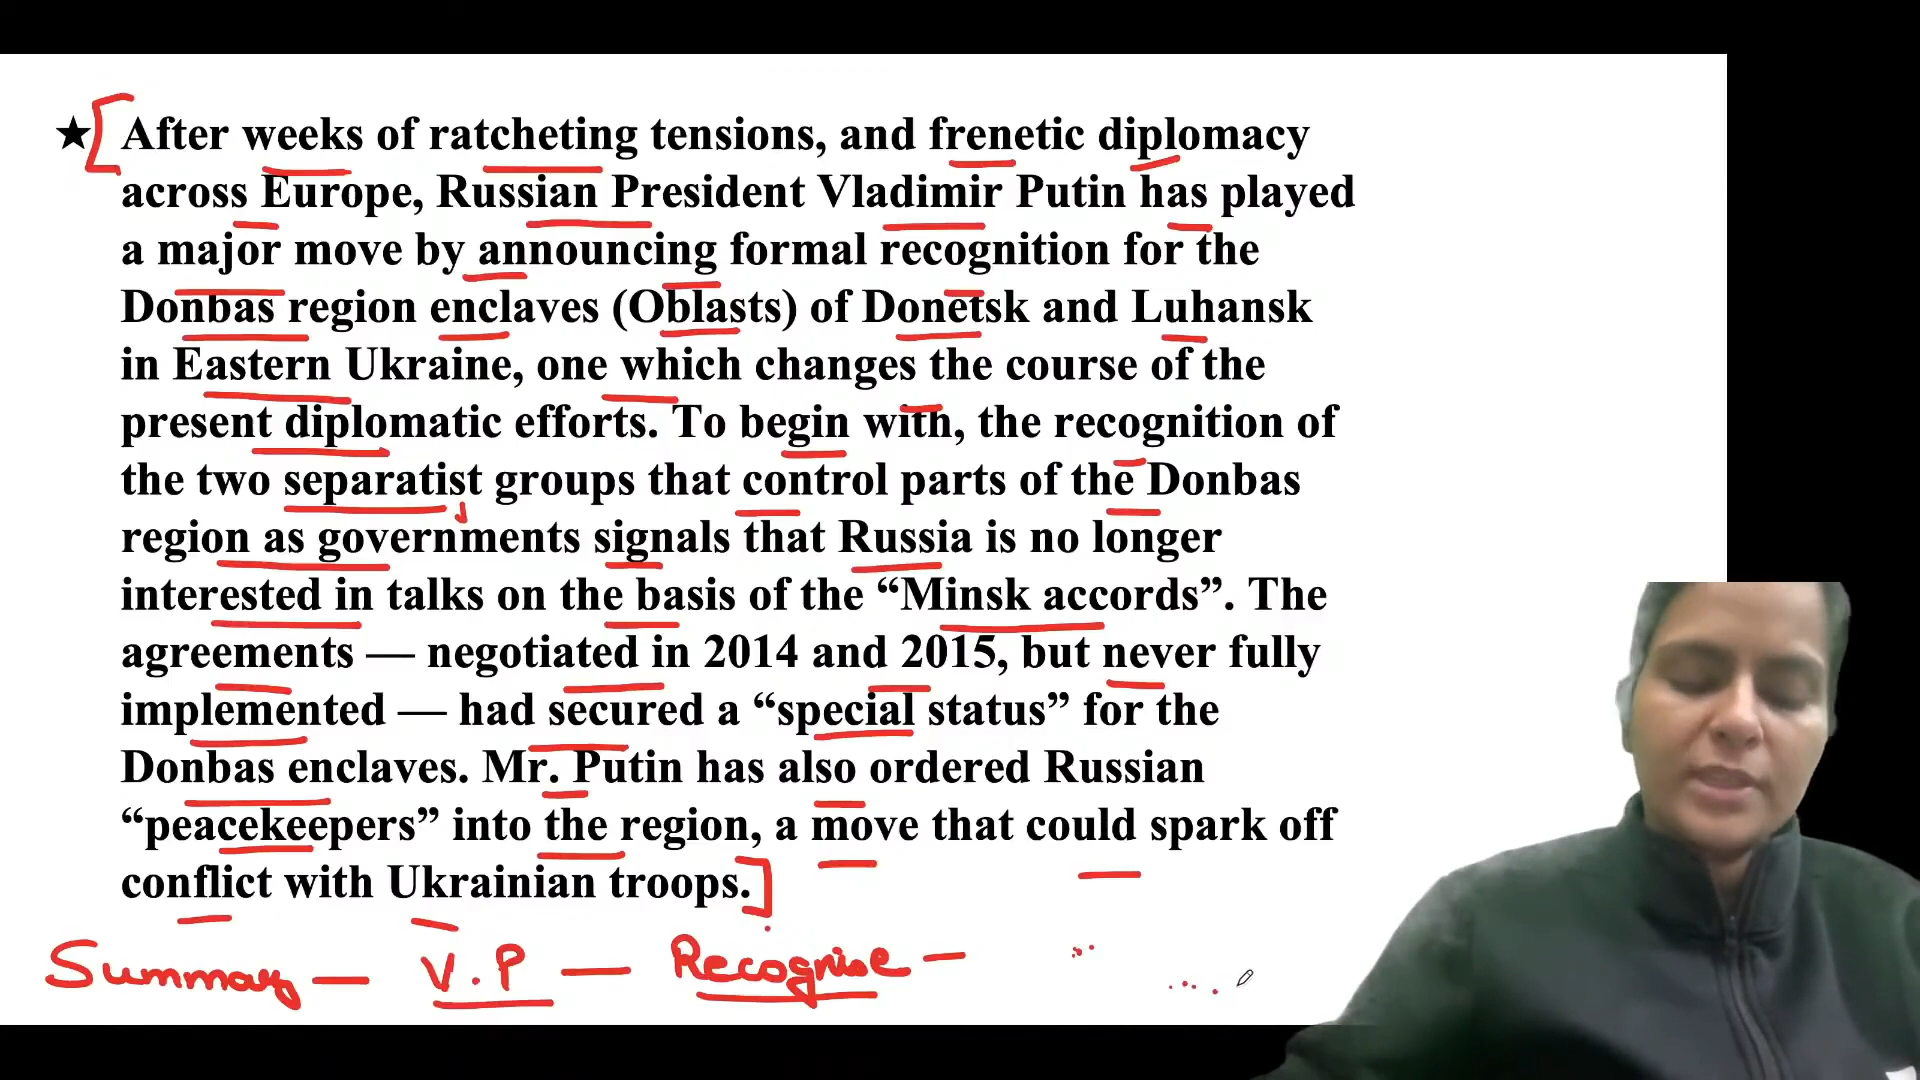 ★ After weeks of ratcheting tensions, and frenetic diplomacy
across Europe, Russian President Vladimir Putin has played
a major move by announcing formal recognition for the
Donbas region enclaves (Oblasts) of Donetsk and Luhansk
in Eastern Ukraine, one which changes the course of the
present diplomatic efforts. To begin with, the recognition of
the two separatist groups that control parts of the Donbas
region as governments signals that Russia is no longer
interested in talks on the basis of the “Minsk accords”. The
agreements — negotiated in 2014 and 2015, but never fully
implemented — had secured a “special status” for the
Donbas enclaves. Mr. Putin has also ordered Russian
“peacekeepers” into the region, a move that could spark off
conflict with Ukrainian troops.
Summary — V.P — Recognise —